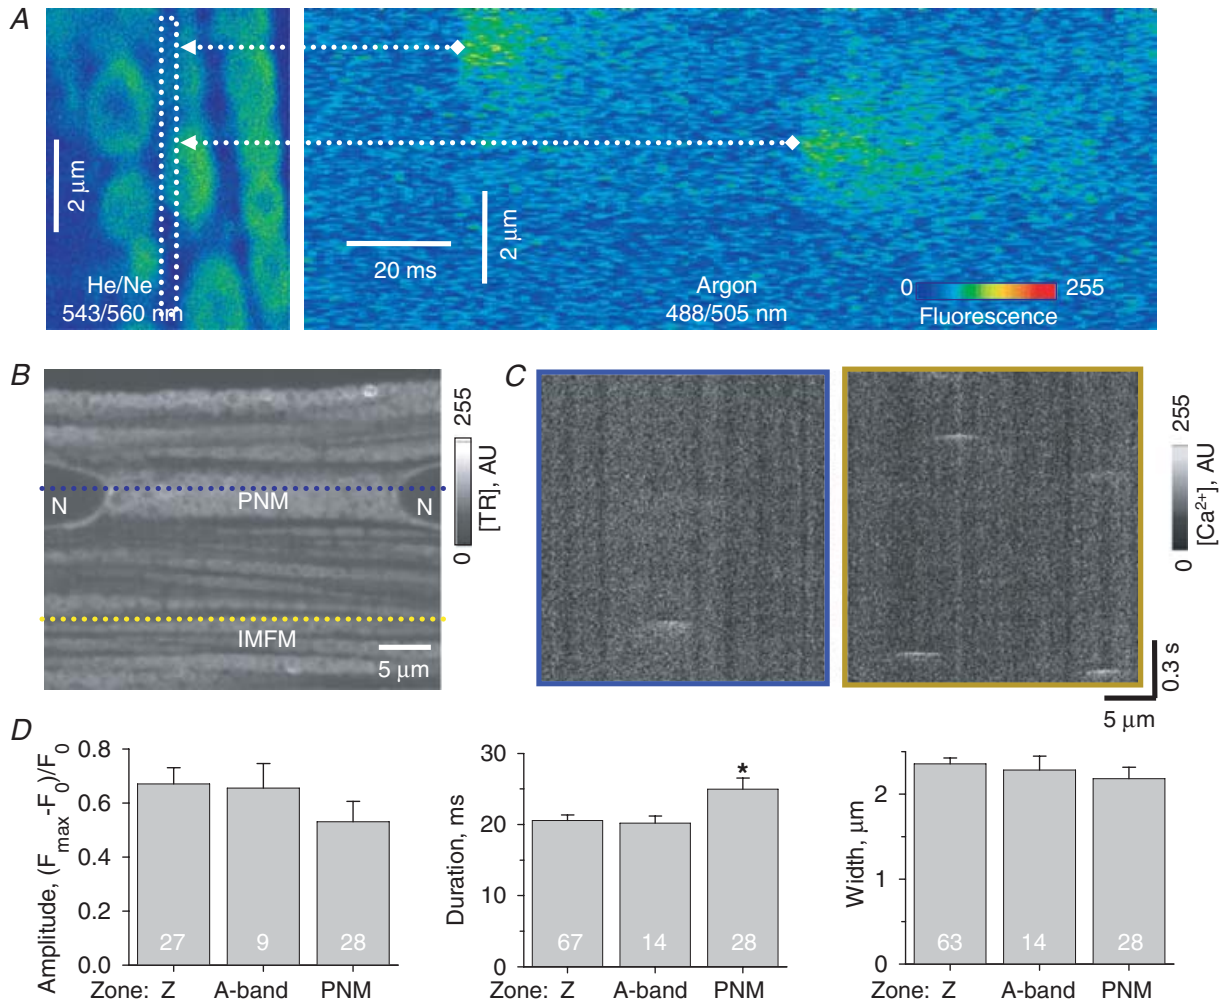 A
2 μm
He/Ne
543/560 nm
20 ms
2 μm
Argon
488/505 nm
0 255
Fluorescence
B
N
PNM
N
IMFM
5 μm
0 255
[TR], AU
C
0 255
[Ca²⁺], AU
0.3 s
5 μm
D
Amplitude, (Fmax-F0)/F0
0.8
0.6
0.4
0.2
0.0
27 9 28
Zone: Z A-band PNM
Duration, ms
30
20
10
0
*
67 14 28
Zone: Z A-band PNM
Width, μm
2
1
0
63 14 28
Zone: Z A-band PNM